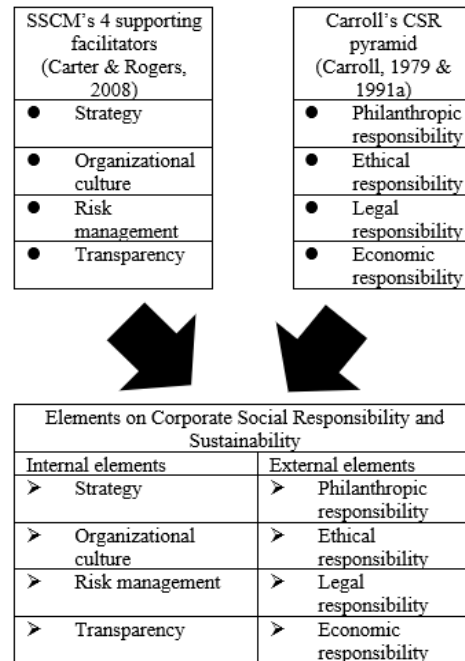 SSCM’s 4 supporting
facilitators
(Carter & Rogers,
2008)
● Strategy
● Organizational
culture
● Risk
management
● Transparency
Carroll’s CSR
pyramid
(Carroll, 1979 &
1991a)
● Philanthropic
responsibility
● Ethical
responsibility
● Legal
responsibility
● Economic
responsibility
Elements on Corporate Social Responsibility and
Sustainability
Internal elements
External elements
➢ Strategy
➢ Philanthropic
responsibility
➢ Organizational
culture
➢ Ethical
responsibility
➢ Risk management
➢ Legal
responsibility
➢ Transparency
➢ Economic
responsibility